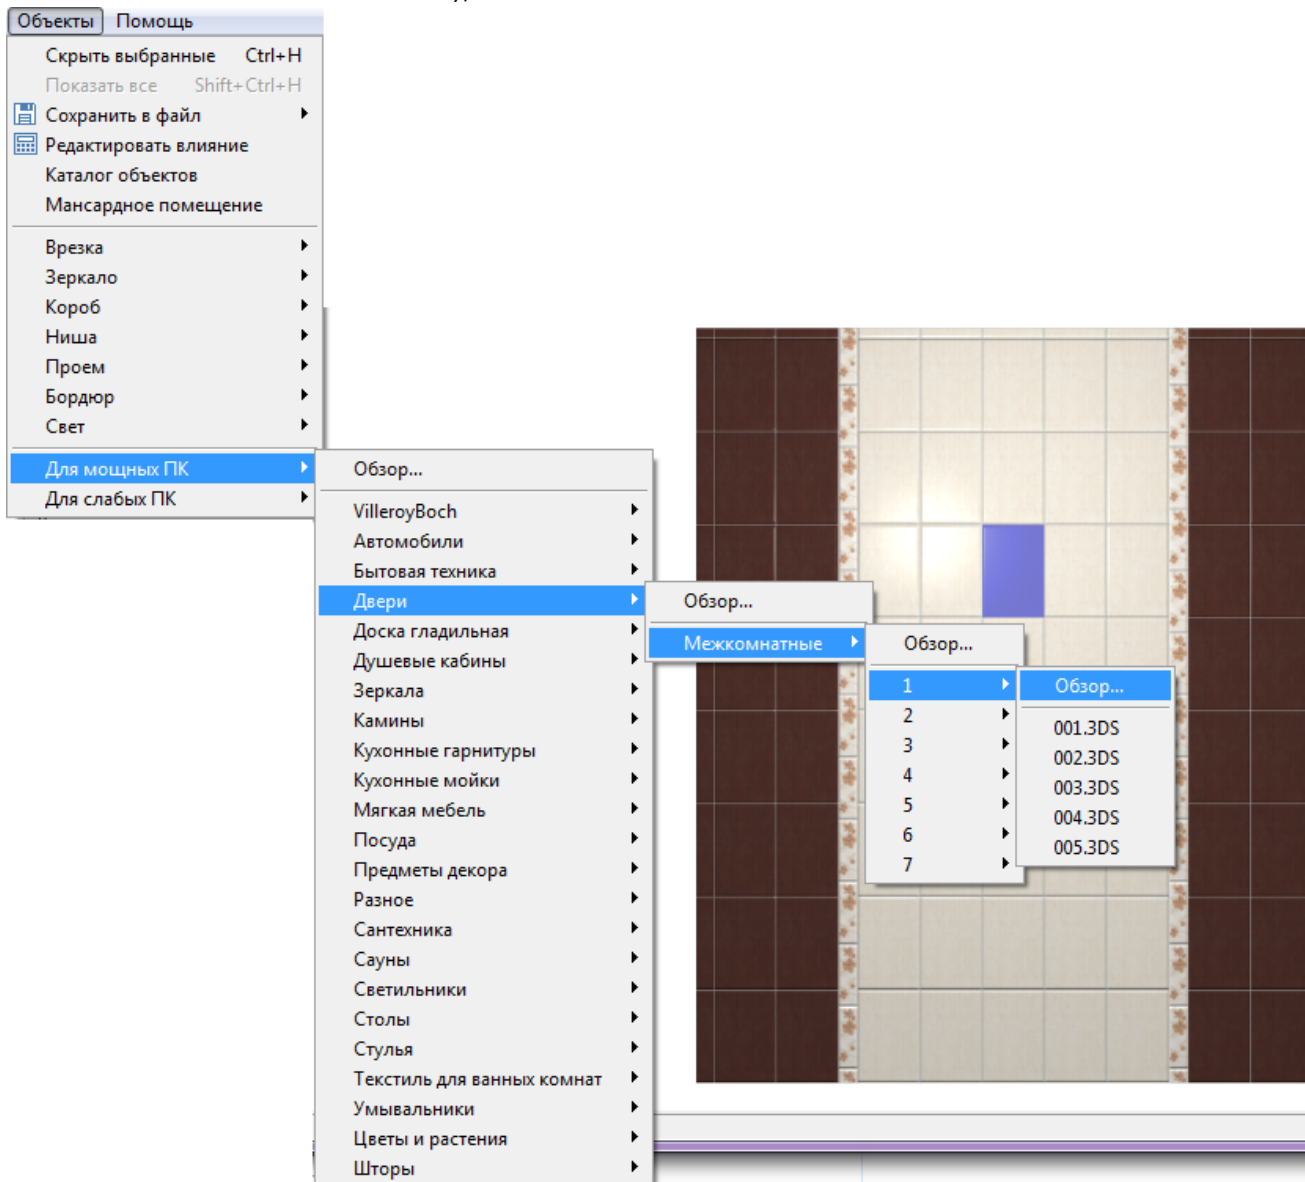 Объекты Помощь
Скрыть выбранные Ctrl+H
Показать все Shift+Ctrl+H
Сохранить в файл
Редактировать влияние
Каталог объектов
Мансардное помещение
Врезка
Зеркало
Короб
Ниша
Проем
Бордюр
Свет
Для мощных ПК
Для слабых ПК
Обзор...
VilleroyBoch
Автомобили
Бытовая техника
Двери
Доска гладильная
Душевые кабины
Зеркала
Камины
Кухонные гарнитуры
Кухонные мойки
Мягкая мебель
Посуда
Предметы декора
Разное
Сантехника
Сауны
Светильники
Столы
Стулья
Текстиль для ванных комнат
Умывальники
Цветы и растения
Шторы
Обзор...
Межкомнатные
Обзор...
1
2
3
4
5
6
7
Обзор...
001.3DS
002.3DS
003.3DS
004.3DS
005.3DS